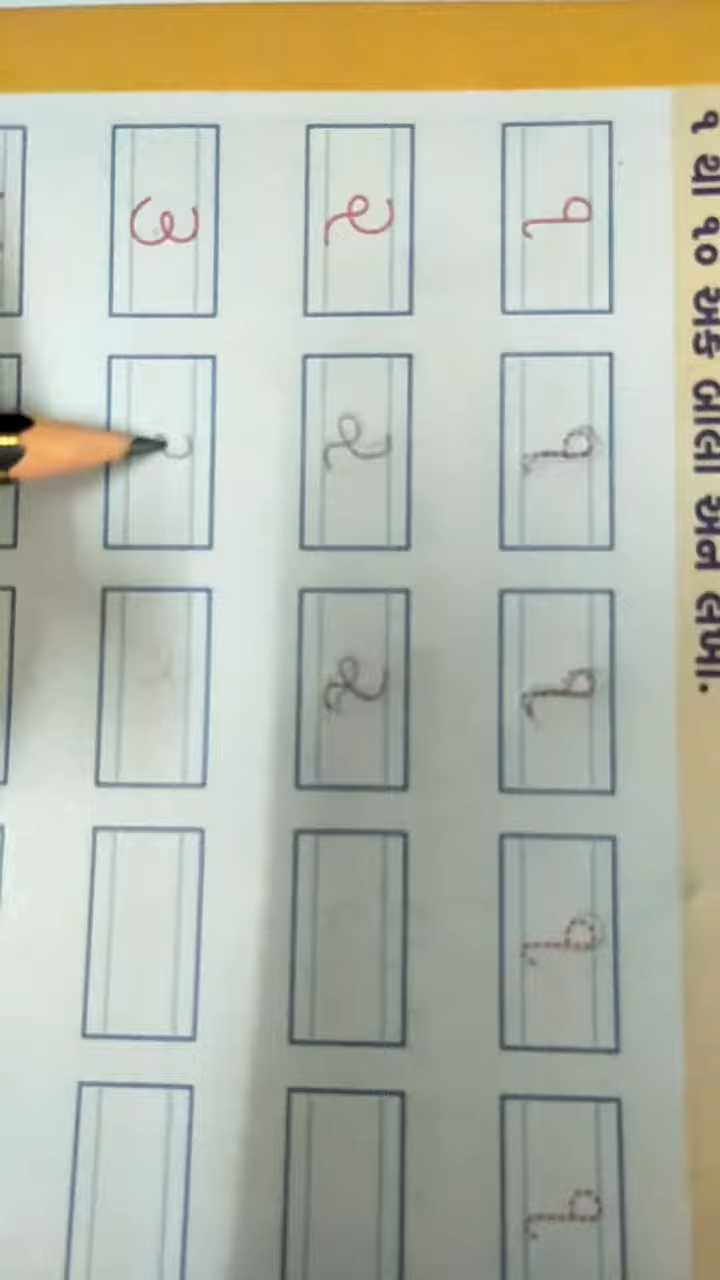 ૧ થી ૧૦ અંક બોલો અને લખો.
૧ ૧ ૧ ૧ ૧
૨ ૨ ૨
૩